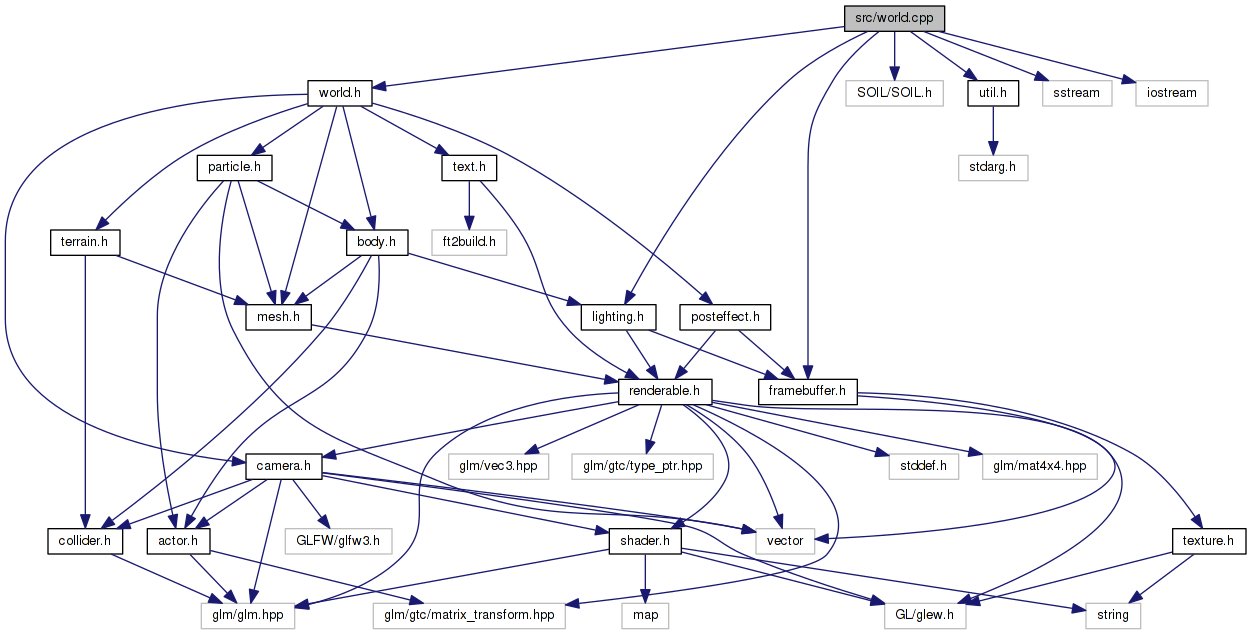 src/world.cpp
world.h
SOIL/SOIL.h
util.h
sstream
iostream
particle.h
text.h
stdarg.h
terrain.h
body.h
ft2build.h
mesh.h
lighting.h
posteffect.h
renderable.h
framebuffer.h
camera.h
glm/vec3.hpp
glm/gtc/type_ptr.hpp
stddef.h
glm/mat4x4.hpp
collider.h
actor.h
GLFW/glfw3.h
shader.h
vector
texture.h
glm/glm.hpp
glm/gtc/matrix_transform.hpp
map
GL/glew.h
string